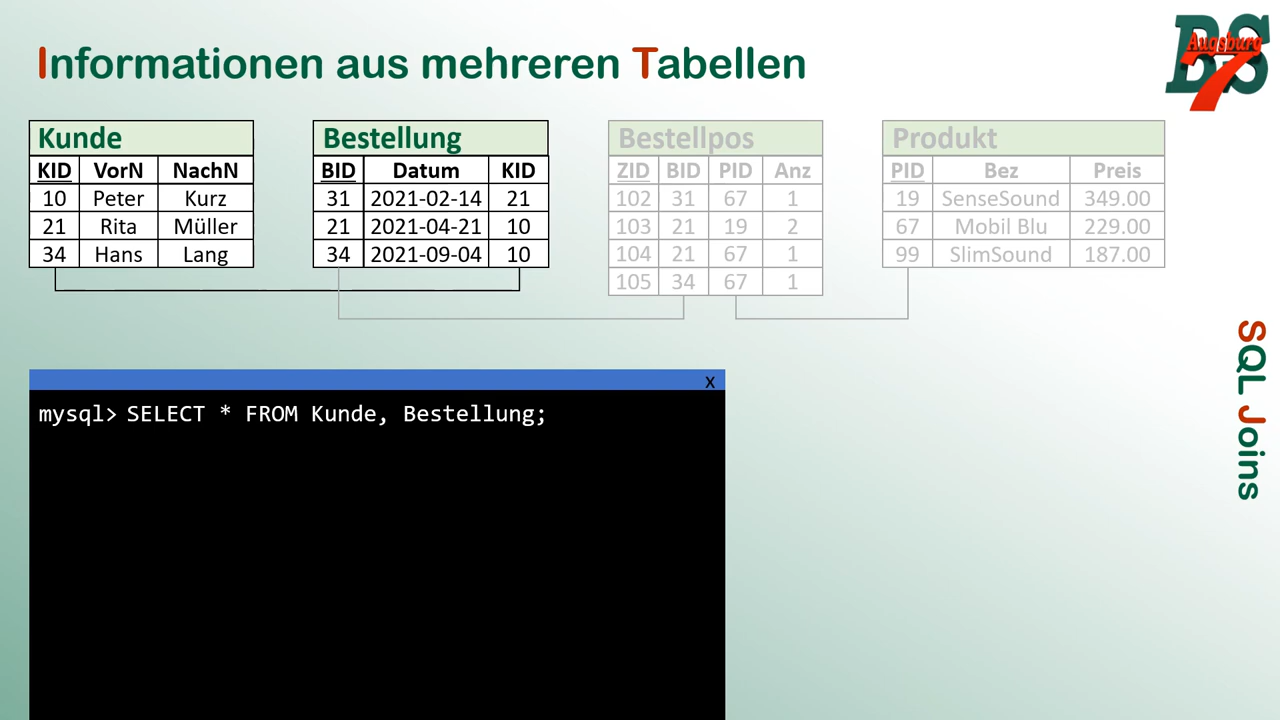 Informationen aus mehreren Tabellen
BS
Augsburg
7
Kunde
KID VorN NachN
10 Peter Kurz
21 Rita Müller
34 Hans Lang
Bestellung
BID Datum KID
31 2021-02-14 21
21 2021-04-21 10
34 2021-09-04 10
Bestellpos
ZID BID PID Anz
102 31 67 1
103 21 19 2
104 21 67 1
105 34 67 1
Produkt
PID Bez Preis
19 SenseSound 349.00
67 Mobil Blu 229.00
99 SlimSound 187.00
SQL Joins
x
mysql> SELECT * FROM Kunde, Bestellung;